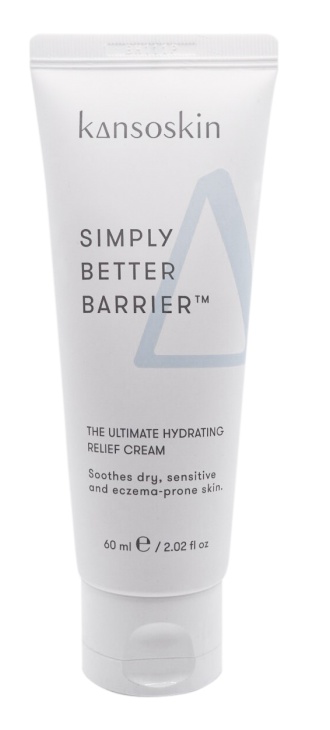 kansoskin
SIMPLY
BETTER
BARRIER™
THE ULTIMATE HYDRATING
RELIEF CREAM
Soothes dry, sensitive
and eczema-prone skin.
60 ml ℮ / 2.02 fl oz